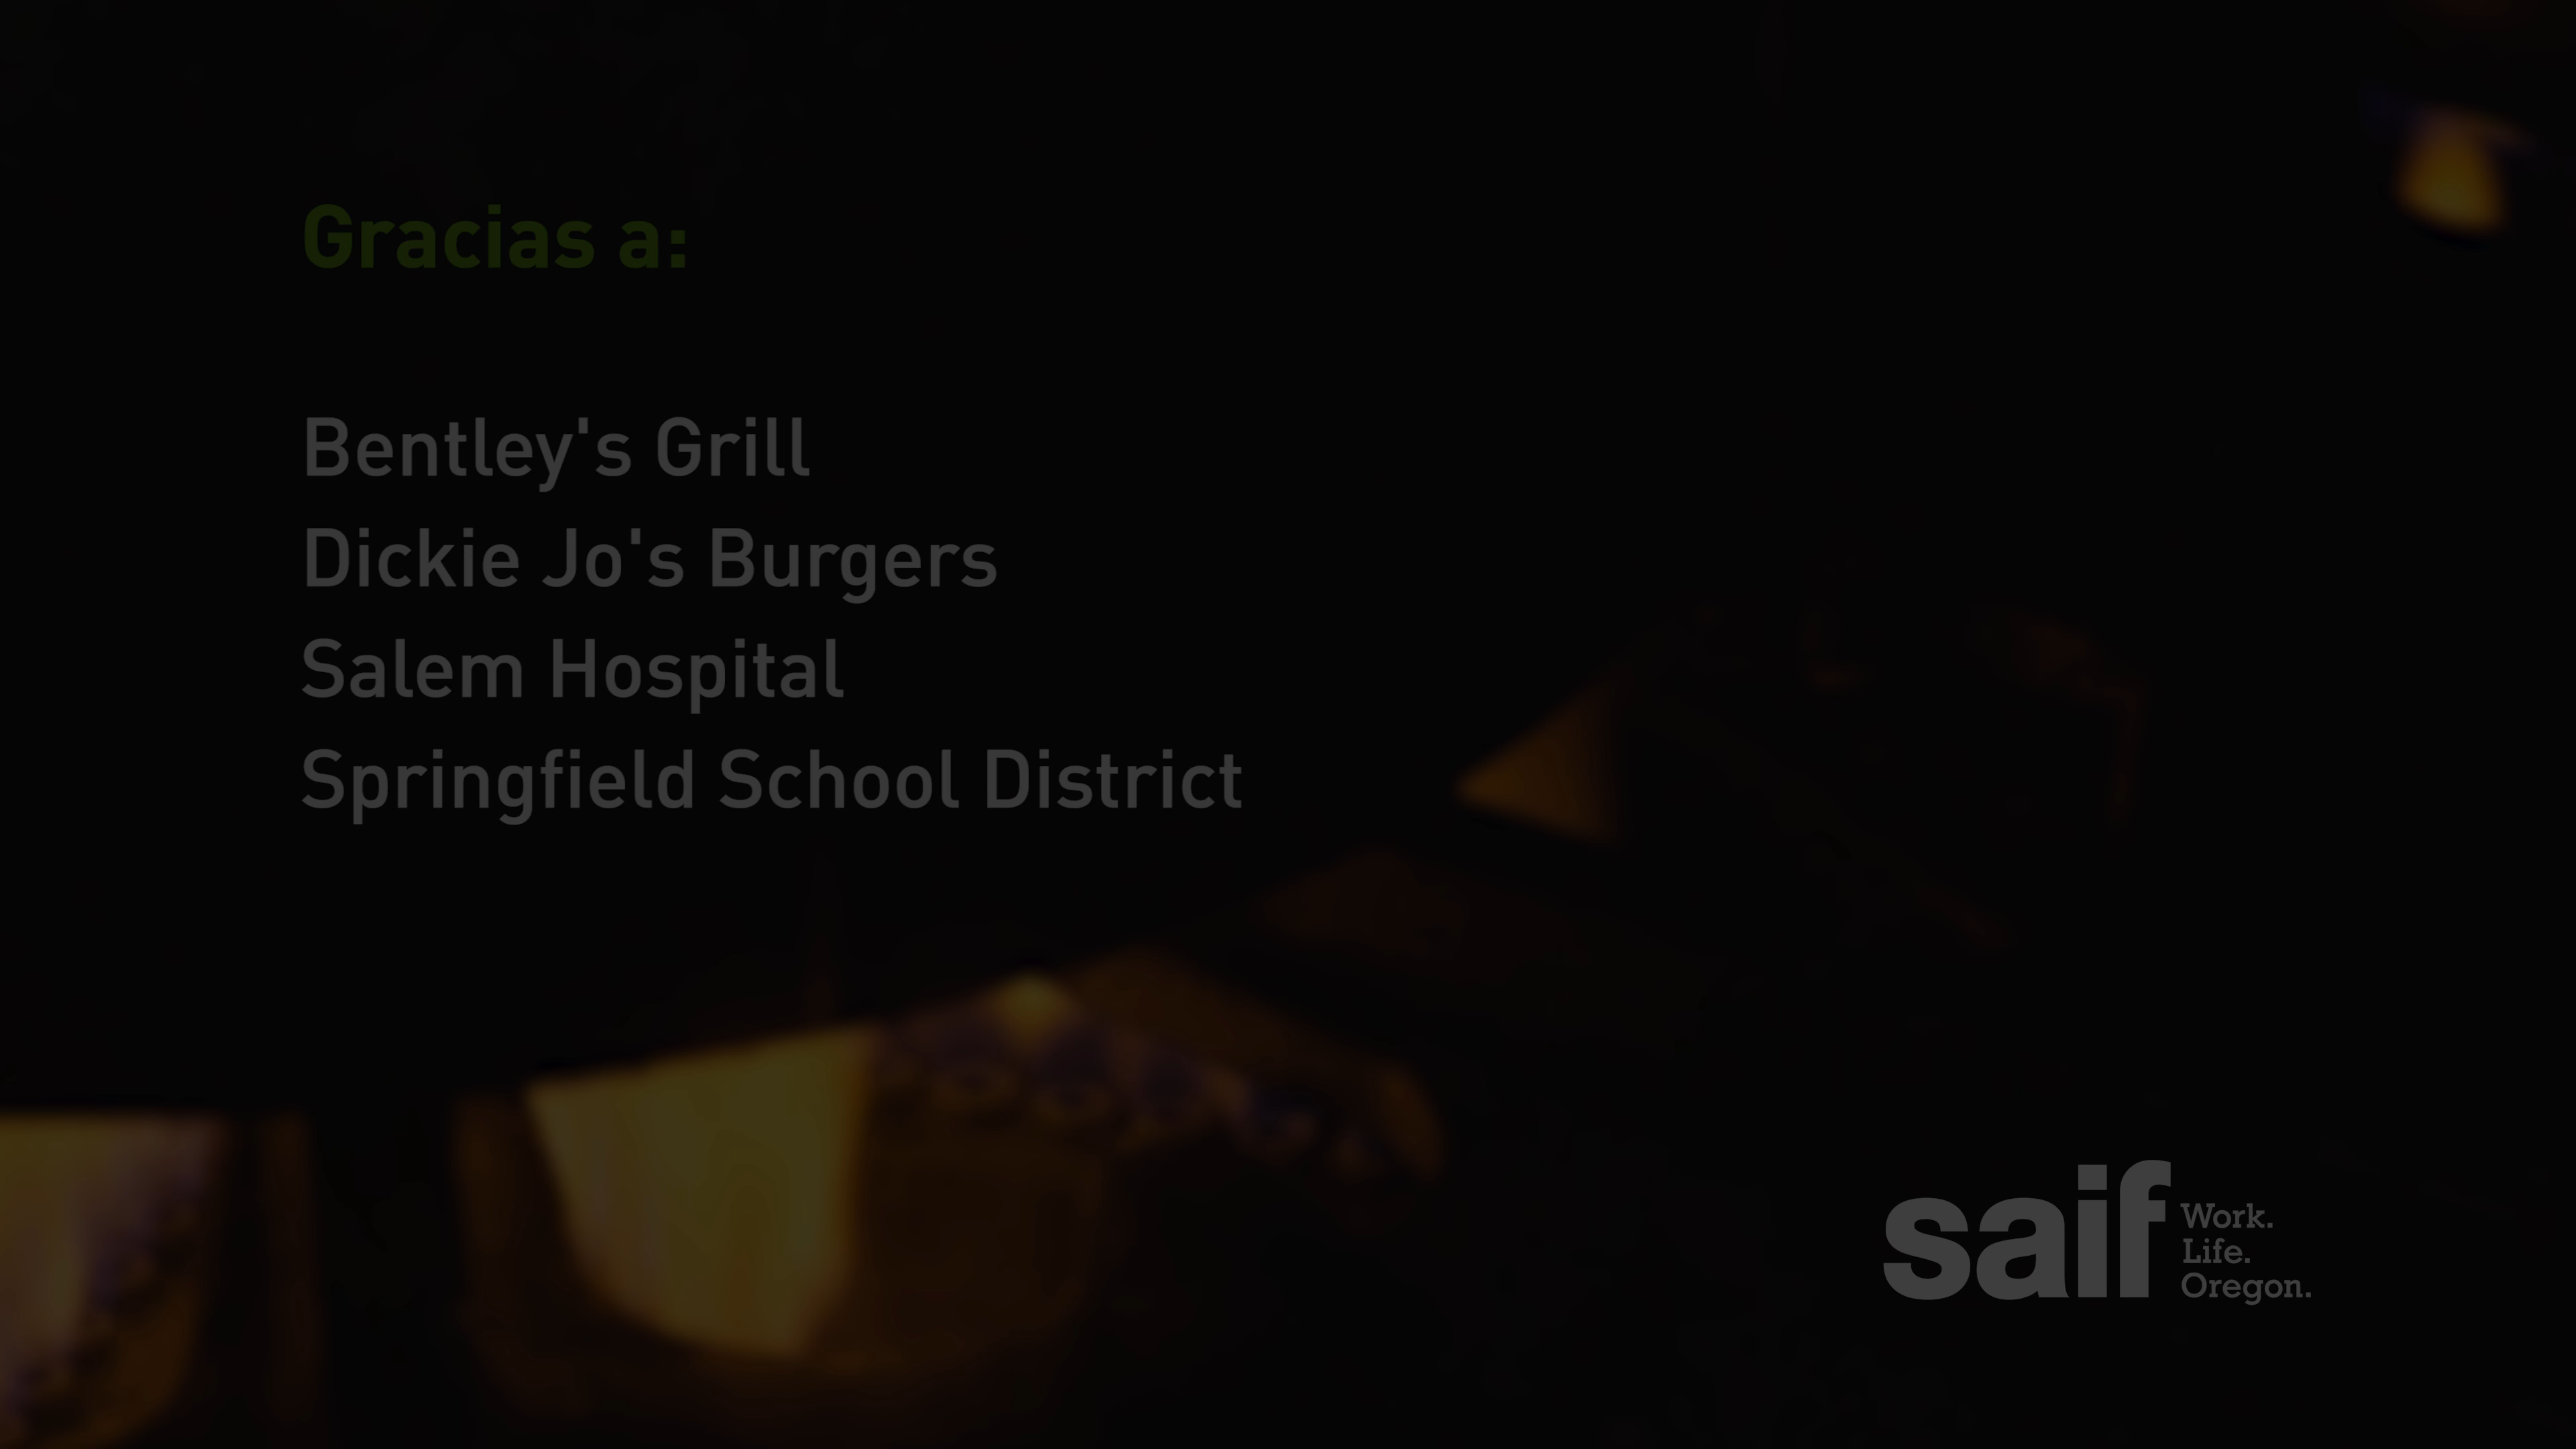 Gracias a:
Bentley's Grill
Dickie Jo's Burgers
Salem Hospital
Springfield School District
saif
Work.
Life.
Oregon.